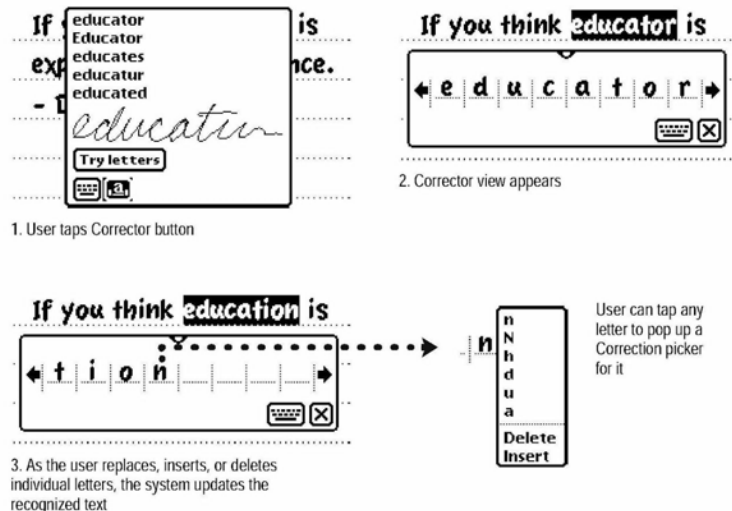 If is
exp nce.
-
educator
Educator
educates
educatur
educated
education
Try letters
a
1. User taps Corrector button
If you think educator is
e d u c a t o r
2. Corrector view appears
If you think education is
t i o n
3. As the user replaces, inserts, or deletes
individual letters, the system updates the
recognized text
n
n
N
h
d
u
a
Delete
Insert
User can tap any
letter to pop up a
Correction picker
for it